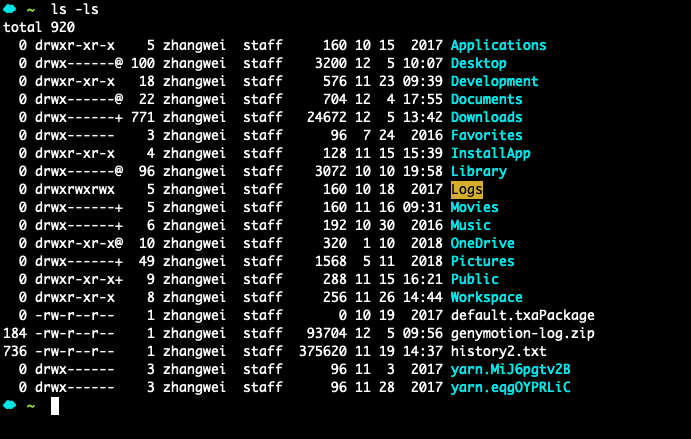 ~ ls -ls
total 920
0 drwxr-xr-x 5 zhangwei staff 160 10 15 2017 Applications
0 drwx------@ 100 zhangwei staff 3200 12 5 10:07 Desktop
0 drwxr-xr-x 18 zhangwei staff 576 11 23 09:39 Development
0 drwx------@ 22 zhangwei staff 704 12 4 17:55 Documents
0 drwx------+ 771 zhangwei staff 24672 12 5 13:42 Downloads
0 drwx------ 3 zhangwei staff 96 7 24 2016 Favorites
0 drwxr-xr-x 4 zhangwei staff 128 11 15 15:39 InstallApp
0 drwx------@ 96 zhangwei staff 3072 10 10 19:58 Library
0 drwxrwxrwx 5 zhangwei staff 160 10 18 2017 Logs
0 drwx------+ 5 zhangwei staff 160 11 16 09:31 Movies
0 drwx------+ 6 zhangwei staff 192 10 30 2016 Music
0 drwxr-xr-x@ 10 zhangwei staff 320 1 10 2018 OneDrive
0 drwx------+ 49 zhangwei staff 1568 5 11 2018 Pictures
0 drwxr-xr-x+ 9 zhangwei staff 288 11 15 16:21 Public
0 drwxr-xr-x 8 zhangwei staff 256 11 26 14:44 Workspace
0 -rw-r--r-- 1 zhangwei staff 0 10 19 2017 default.txaPackage
184 -rw-r--r-- 1 zhangwei staff 93704 12 5 09:56 genymotion-log.zip
736 -rw-r--r-- 1 zhangwei staff 375620 11 19 14:37 history2.txt
0 drwx------ 3 zhangwei staff 96 11 3 2017 yarn.MiJ6pgtv2B
0 drwx------ 3 zhangwei staff 96 11 28 2017 yarn.eqgOYPRLiC
~